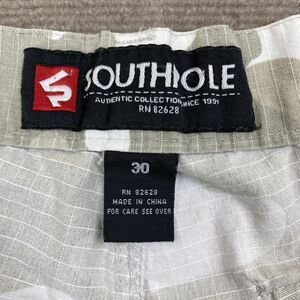 SOUTHPOLE
AUTHENTIC COLLECTION SINCE 1991
RN 82628
30
RN 82628
MADE IN CHINA
FOR CARE SEE OVER